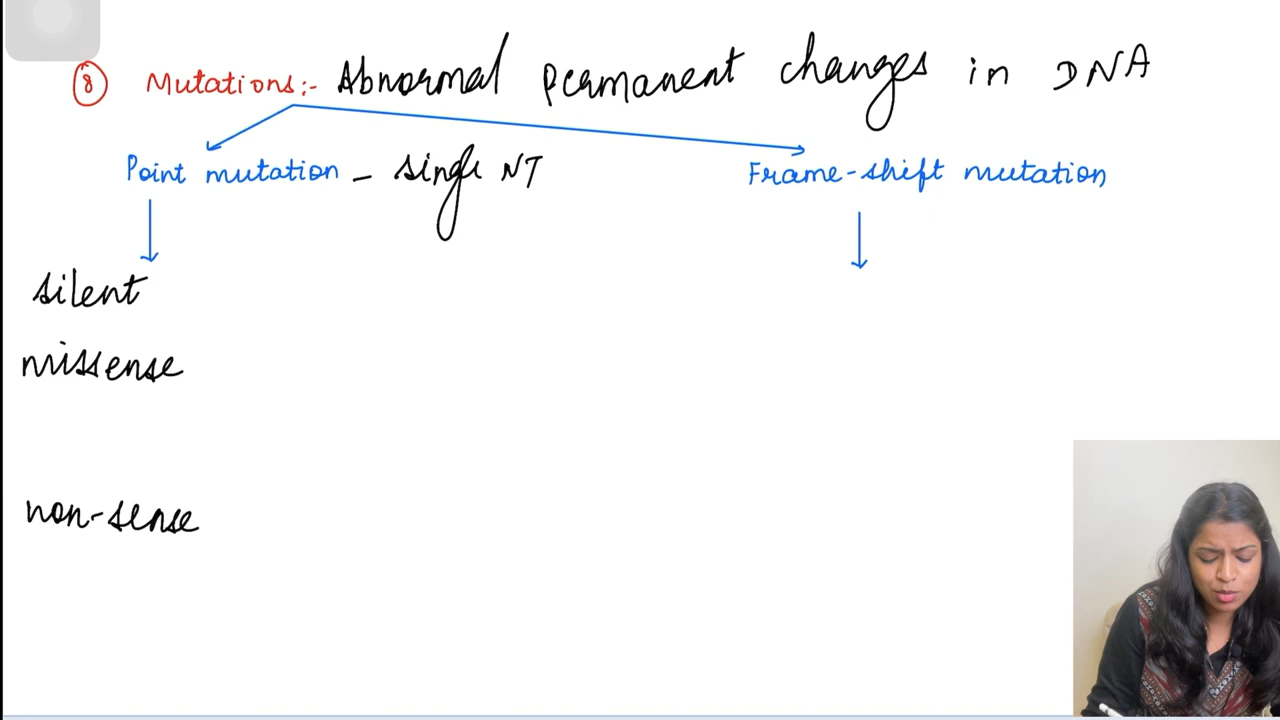 ⑧ Mutations:- Abnormal permanent changes in DNA
Point mutation - single NT
Frame-shift mutation
silent
missense
non-sense